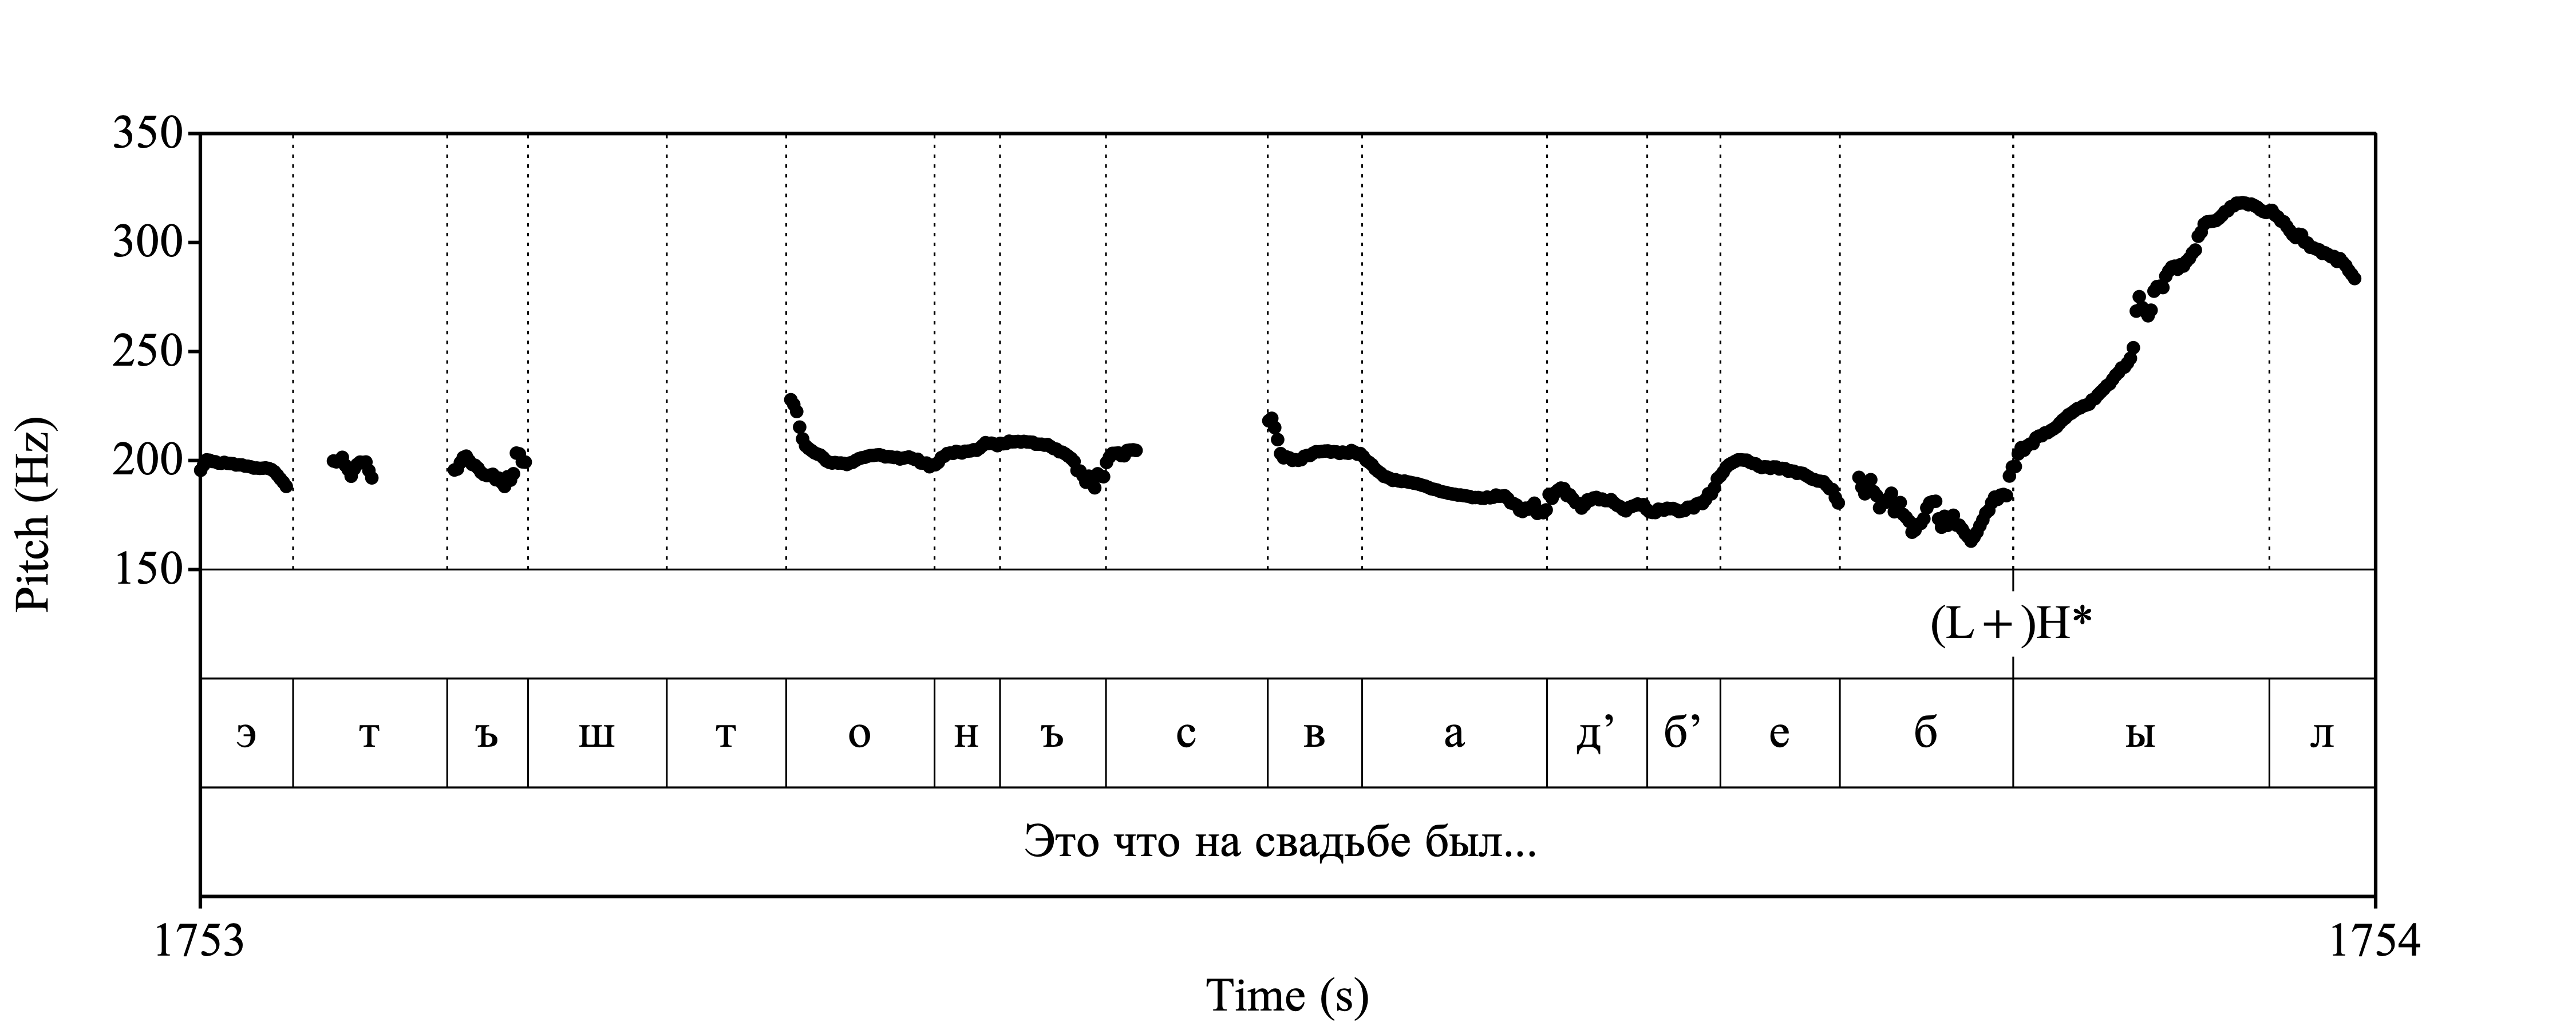 350
300
250
200
150
Pitch (Hz)
(L+)H*
э т ъ ш т о н ъ с в а д’ б’ е б ы л
Это что на свадьбе был...
1753 1754
Time (s)